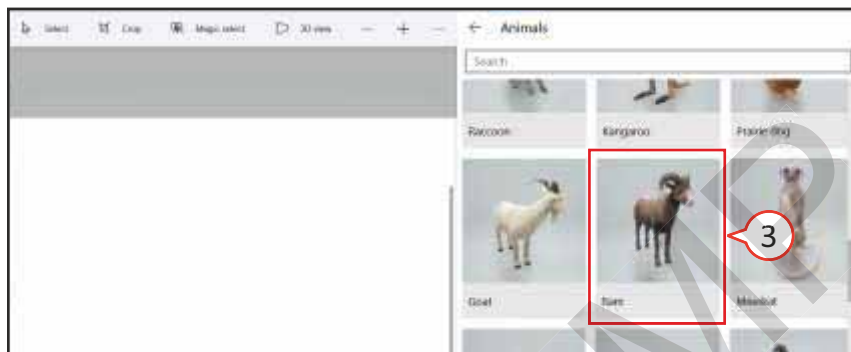 Select Crop Magic select 3D view
← Animals
Search
Raccoon Kangaroo Prairie dog
3
Goat Ram Meerkat